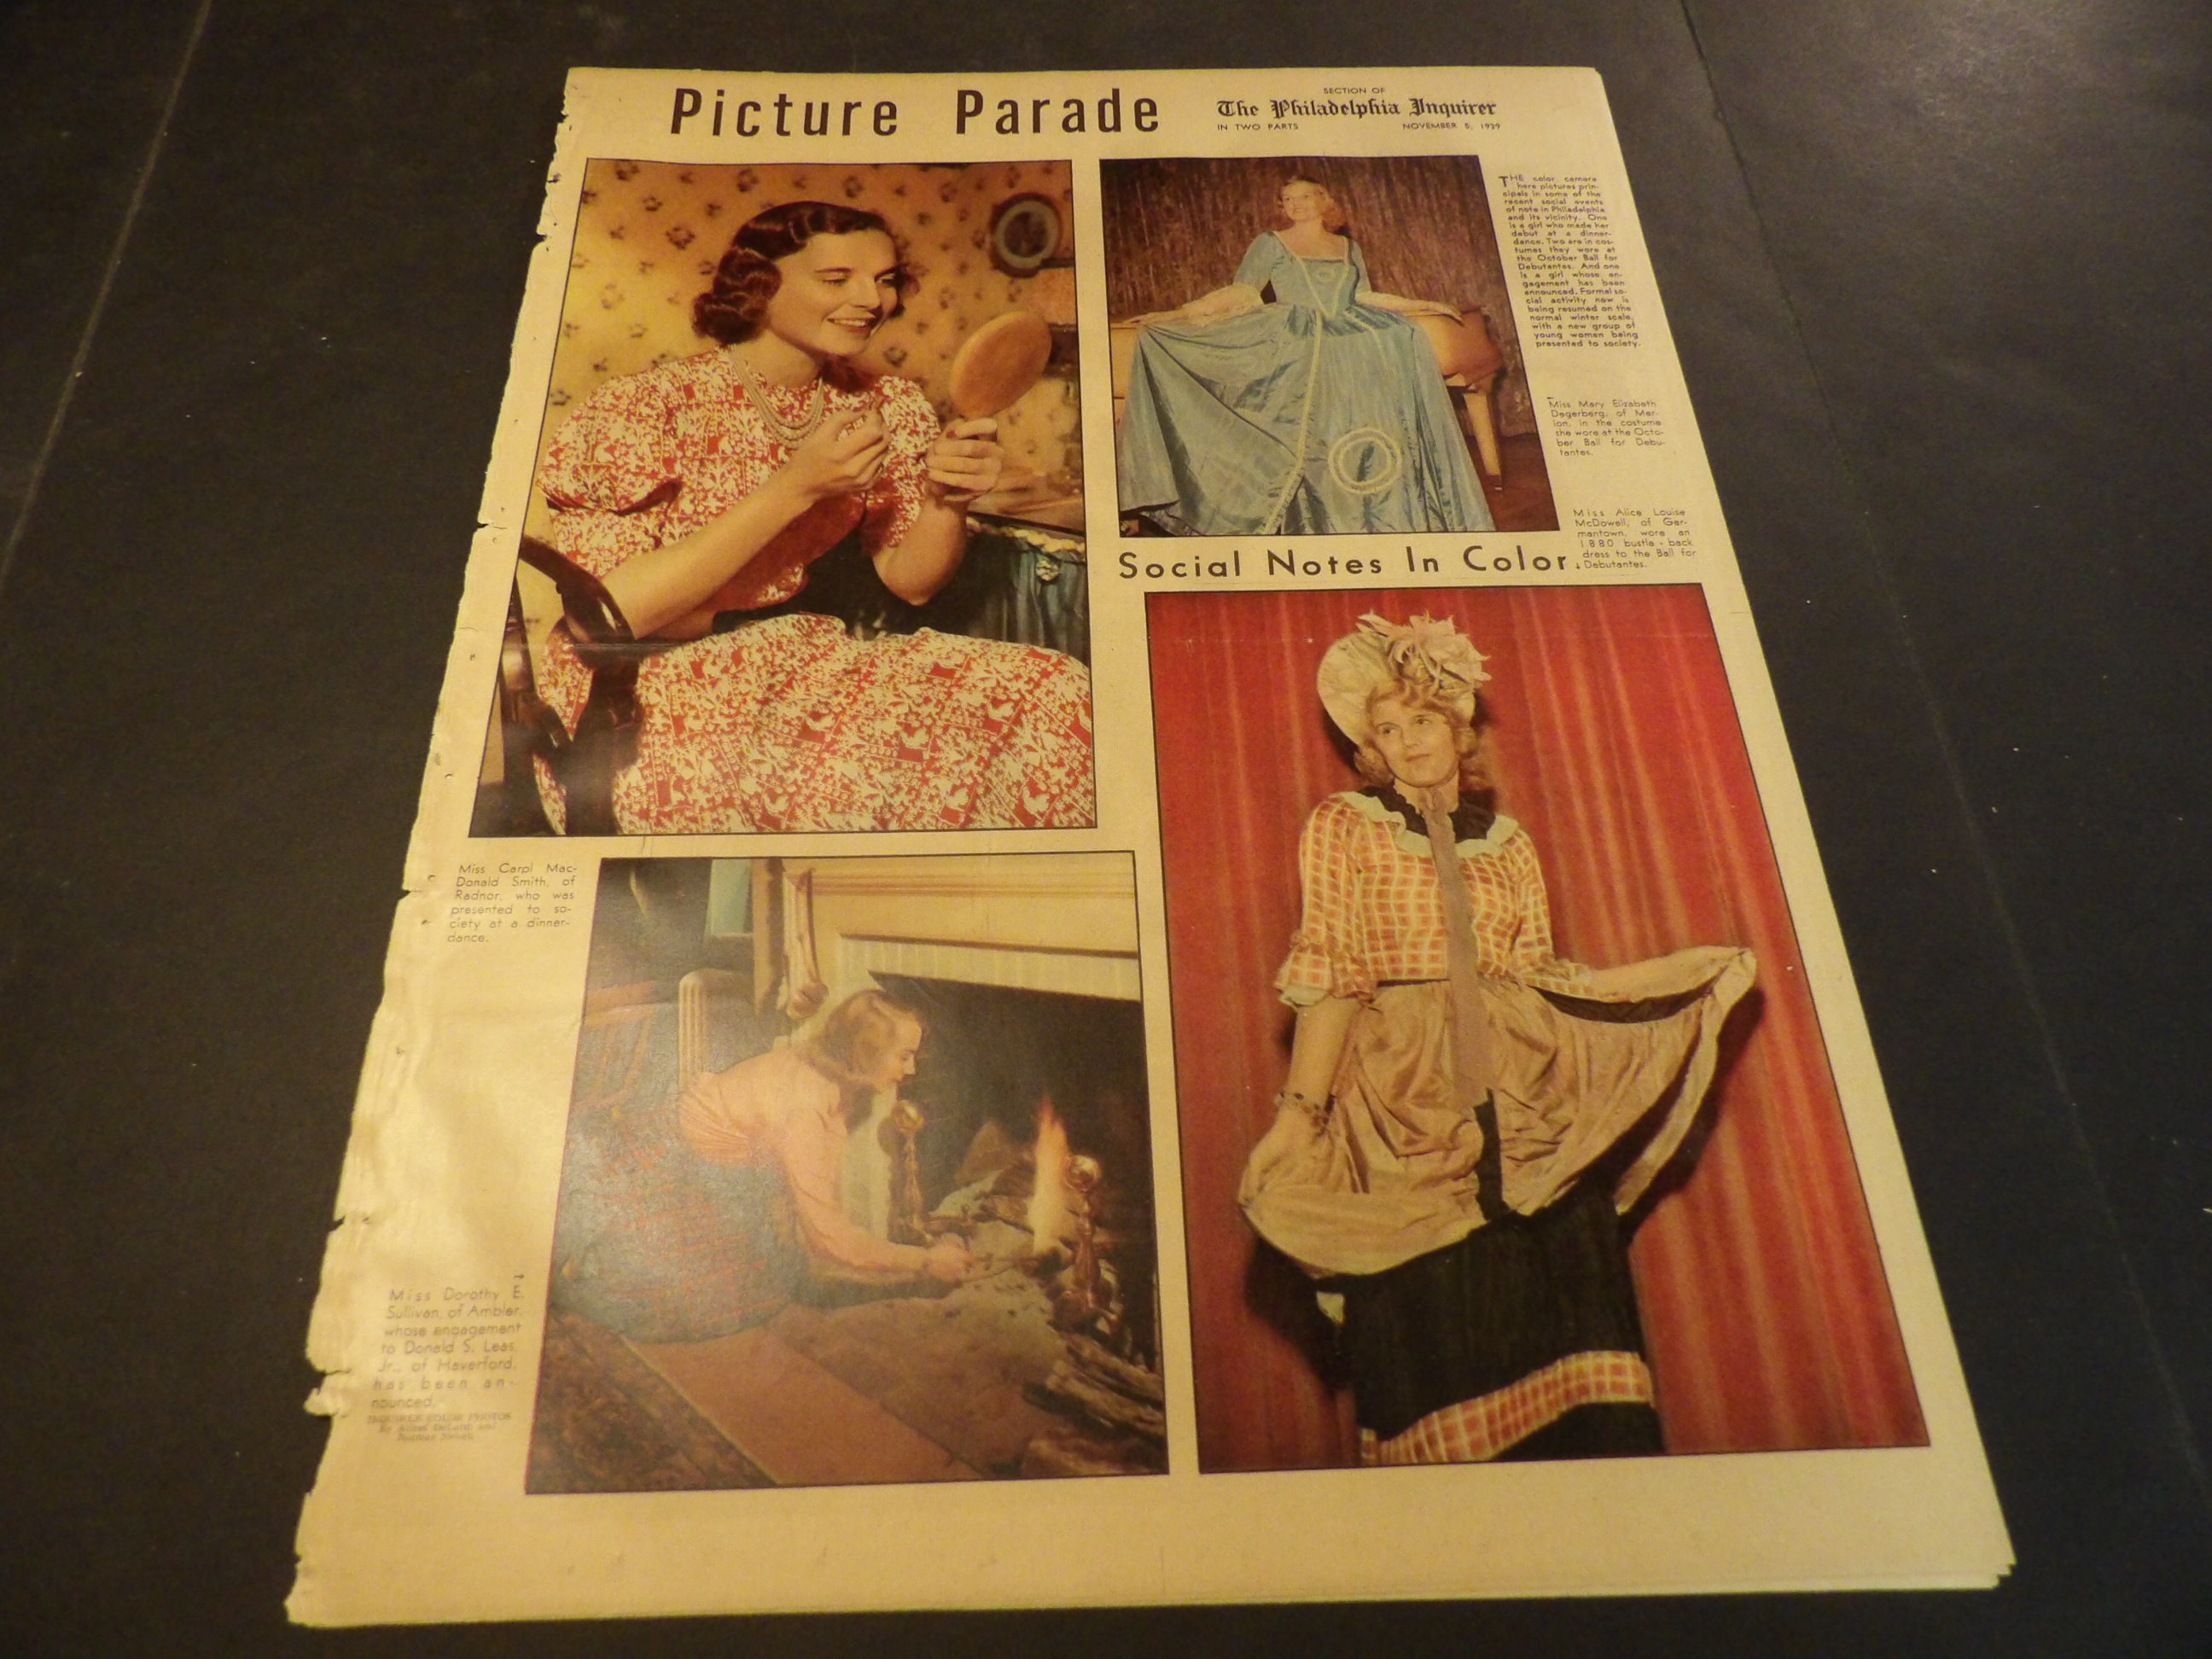 Picture Parade
SECTION OF
The Philadelphia Inquirer
IN TWO PARTS NOVEMBER 5, 1939
THE color camera
here pictures prin-
cipals in some of the
recent social events
of note in Philadelphia
and its vicinity. One
is a girl who made her
debut at a dinner-
dance. Two are in cos-
tumes they wore at
the October Ball for
Debutantes. And one
is a girl whose en-
gagement has been
announced. Formal so-
cial activity now is
being resumed on the
normal winter scale,
with a new group of
young women being
presented to society.
Miss Mary Elizabeth
Degerberg, of Mer-
ion, in the costume
she wore at the Octo-
ber Ball for Debu-
tantes.
Miss Alice Louise
McDowell, of Ger-
mantown, wore an
1880 bustle-back
dress to the Ball for
Debutantes.
Social Notes In Color
Miss Carol Mac-
Donald Smith, of
Radnor, who was
presented to so-
ciety at a dinner-
dance.
Miss Dorothy E.
Sullivan, of Ambler,
whose engagement
to Donald S. Leas,
Jr., of Haverford,
has been an-
nounced.
INQUIRER COLOR PHOTOS
By and